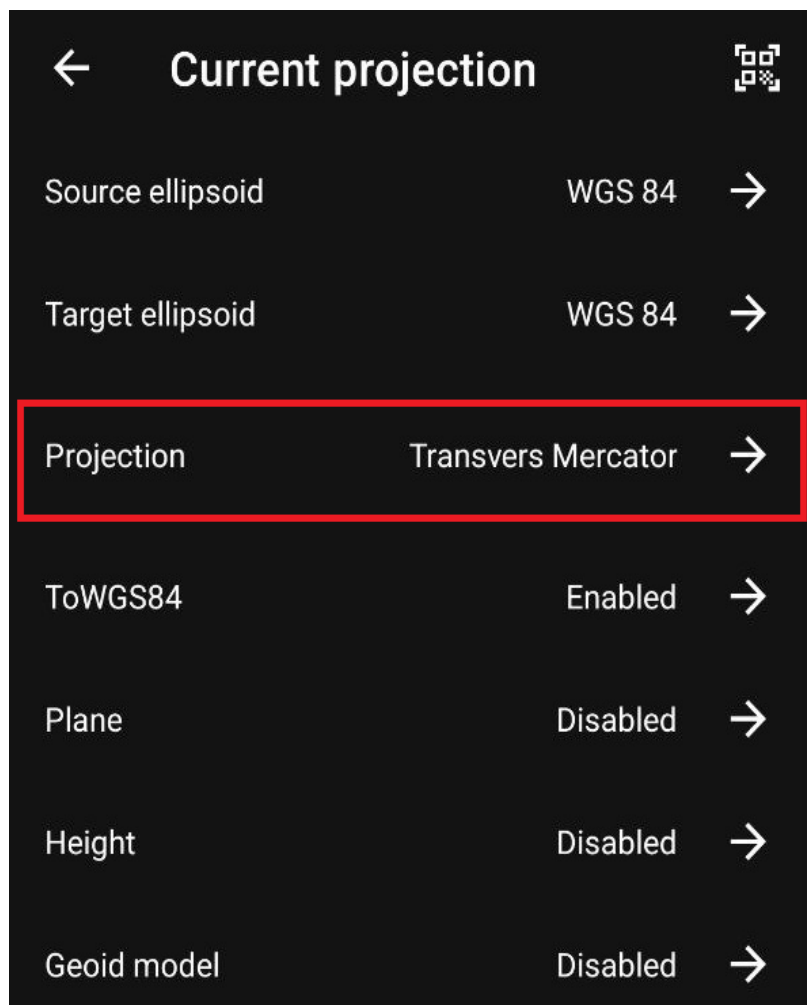 Current projection
Source ellipsoid WGS 84
Target ellipsoid WGS 84
Projection Transvers Mercator
ToWGS84 Enabled
Plane Disabled
Height Disabled
Geoid model Disabled